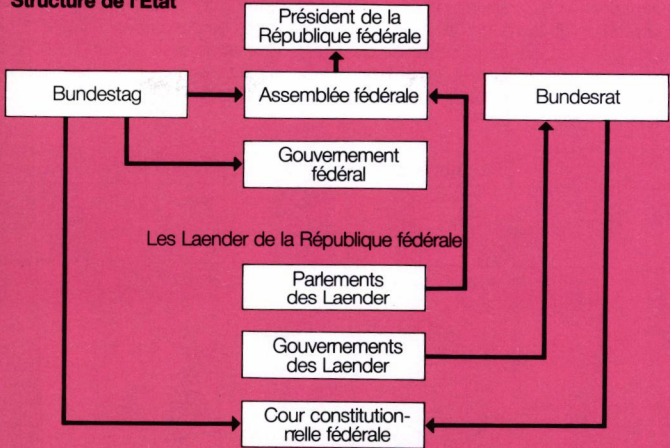 Structure de l'Etat
Président de la
République fédérale
Bundestag
Assemblée fédérale
Bundesrat
Gouvernement
fédéral
Les Laender de la République fédérale
Parlements
des Laender
Gouvernements
des Laender
Cour constitution-
nelle fédérale